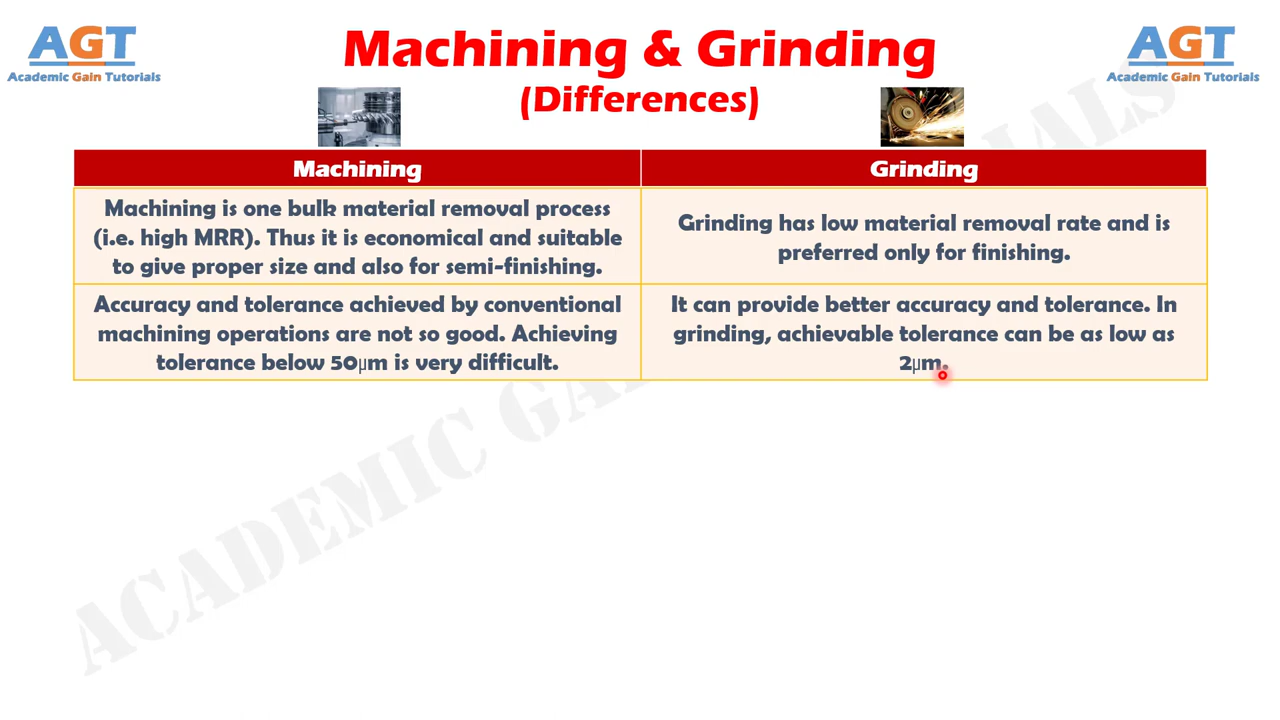 AGT
Academic Gain Tutorials
Machining & Grinding
(Differences)
AGT
Academic Gain Tutorials
Machining
Grinding
Machining is one bulk material removal process
(i.e. high MRR). Thus it is economical and suitable
to give proper size and also for semi-finishing.
Grinding has low material removal rate and is
preferred only for finishing.
Accuracy and tolerance achieved by conventional
machining operations are not so good. Achieving
tolerance below 50μm is very difficult.
It can provide better accuracy and tolerance. In
grinding, achievable tolerance can be as low as
2μm.